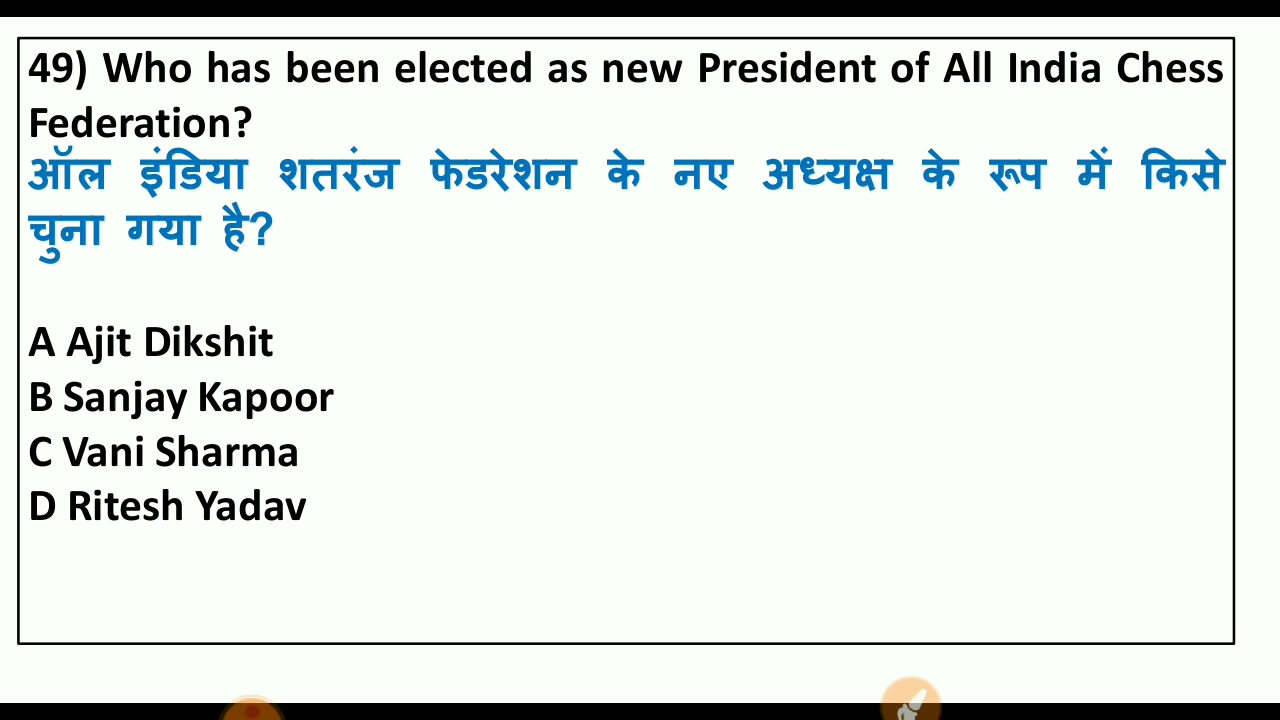 49) Who has been elected as new President of All India Chess
Federation?
ऑल इंडिया शतरंज फेडरेशन के नए अध्यक्ष के रूप में किसे
चुना गया है?
A Ajit Dikshit
B Sanjay Kapoor
C Vani Sharma
D Ritesh Yadav